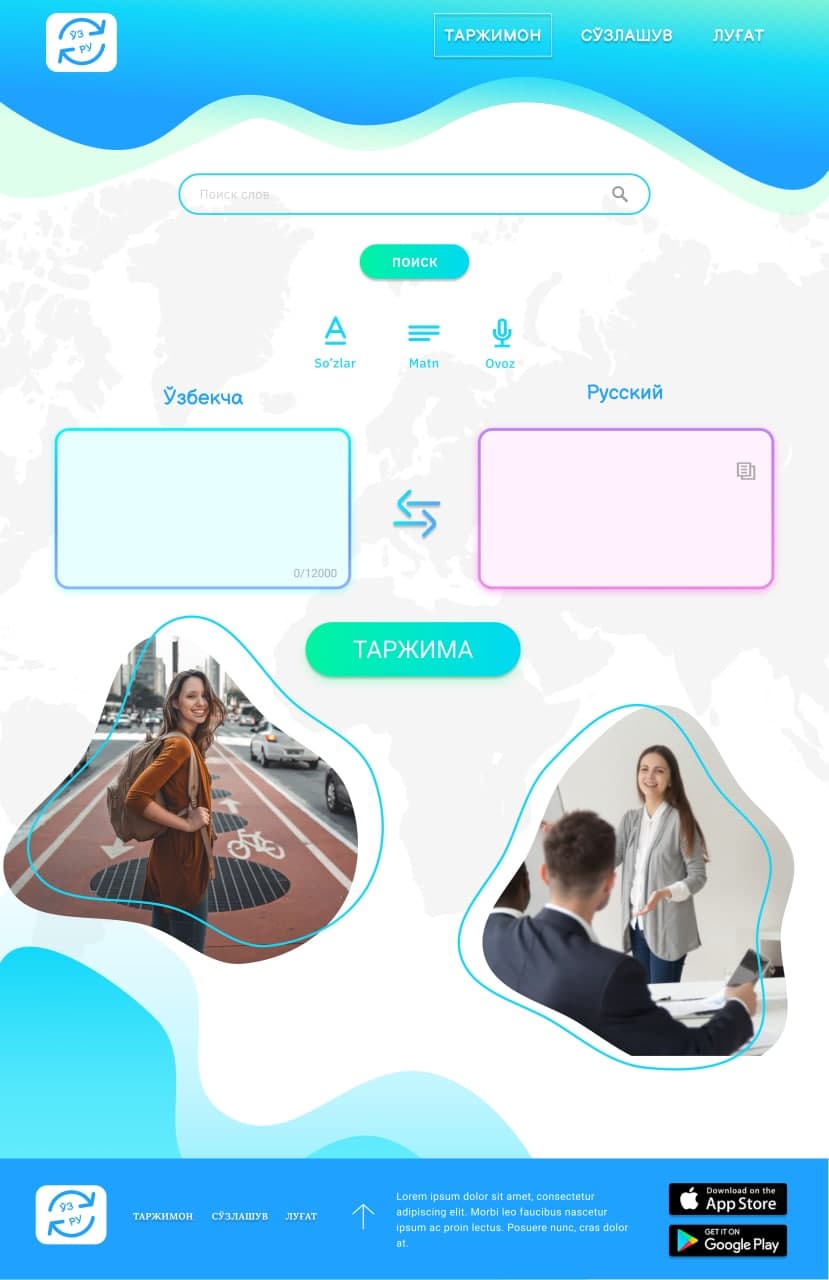 ЎЗ
РУ
ТАРЖИМОН СЎЗЛАШУВ ЛУҒАТ
Поиск слов
ПОИСК
So'zlar Matn Ovoz
Ўзбекча
Русский
0/12000
ТАРЖИМА
ЎЗ
РУ
ТАРЖИМОН СЎЗЛАШУВ ЛУҒАТ
Lorem ipsum dolor sit amet, consectetur
adipiscing elit. Morbi leo faucibus nascetur
ipsum ac proin lectus. Posuere nunc, cras dolor
at.
Download on the
App Store
GET IT ON
Google Play